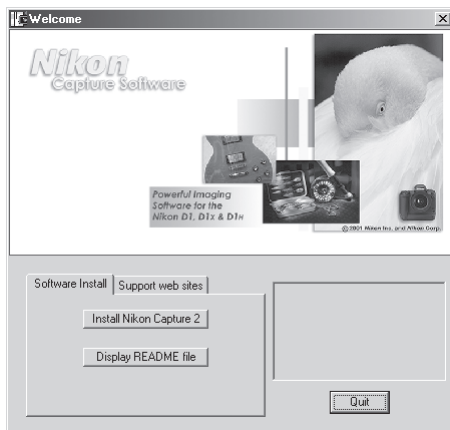 Welcome
Nikon
Capture Software
Powerful Imaging
Software for the
Nikon D1, D1x & D1H
© 2001 Nikon Inc. and Nikon Corp.
Software Install
Support web sites
Install Nikon Capture 2
Display README file
Quit